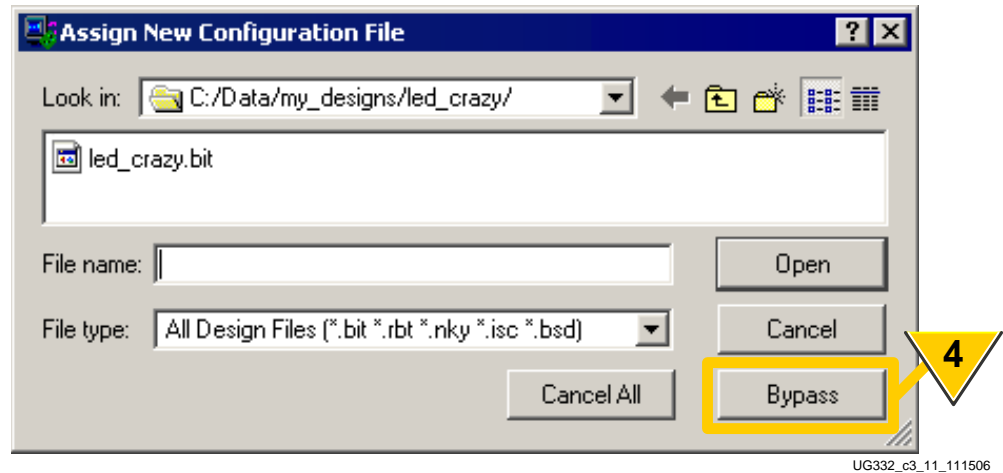 Assign New Configuration File
Look in: C:/Data/my_designs/led_crazy/
led_crazy.bit
File name: Open
File type: All Design Files (*.bit *.rbt *.nky *.isc *.bsd) Cancel
4
Cancel All Bypass
UG332_c3_11_111506